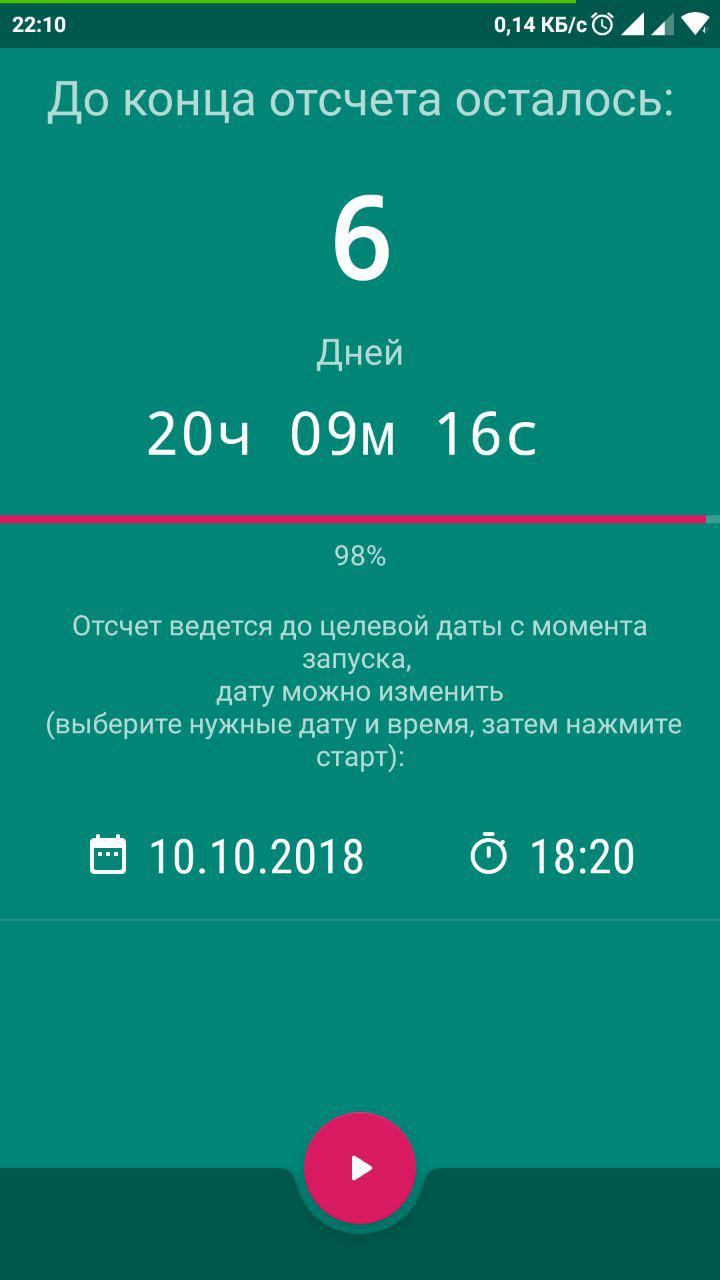 22:10 0,14 КБ/с
До конца отсчета осталось:
6
Дней
20ч 09м 16с
98%
Отсчет ведется до целевой даты с момента
запуска,
дату можно изменить
(выберите нужные дату и время, затем нажмите
старт):
10.10.2018 18:20